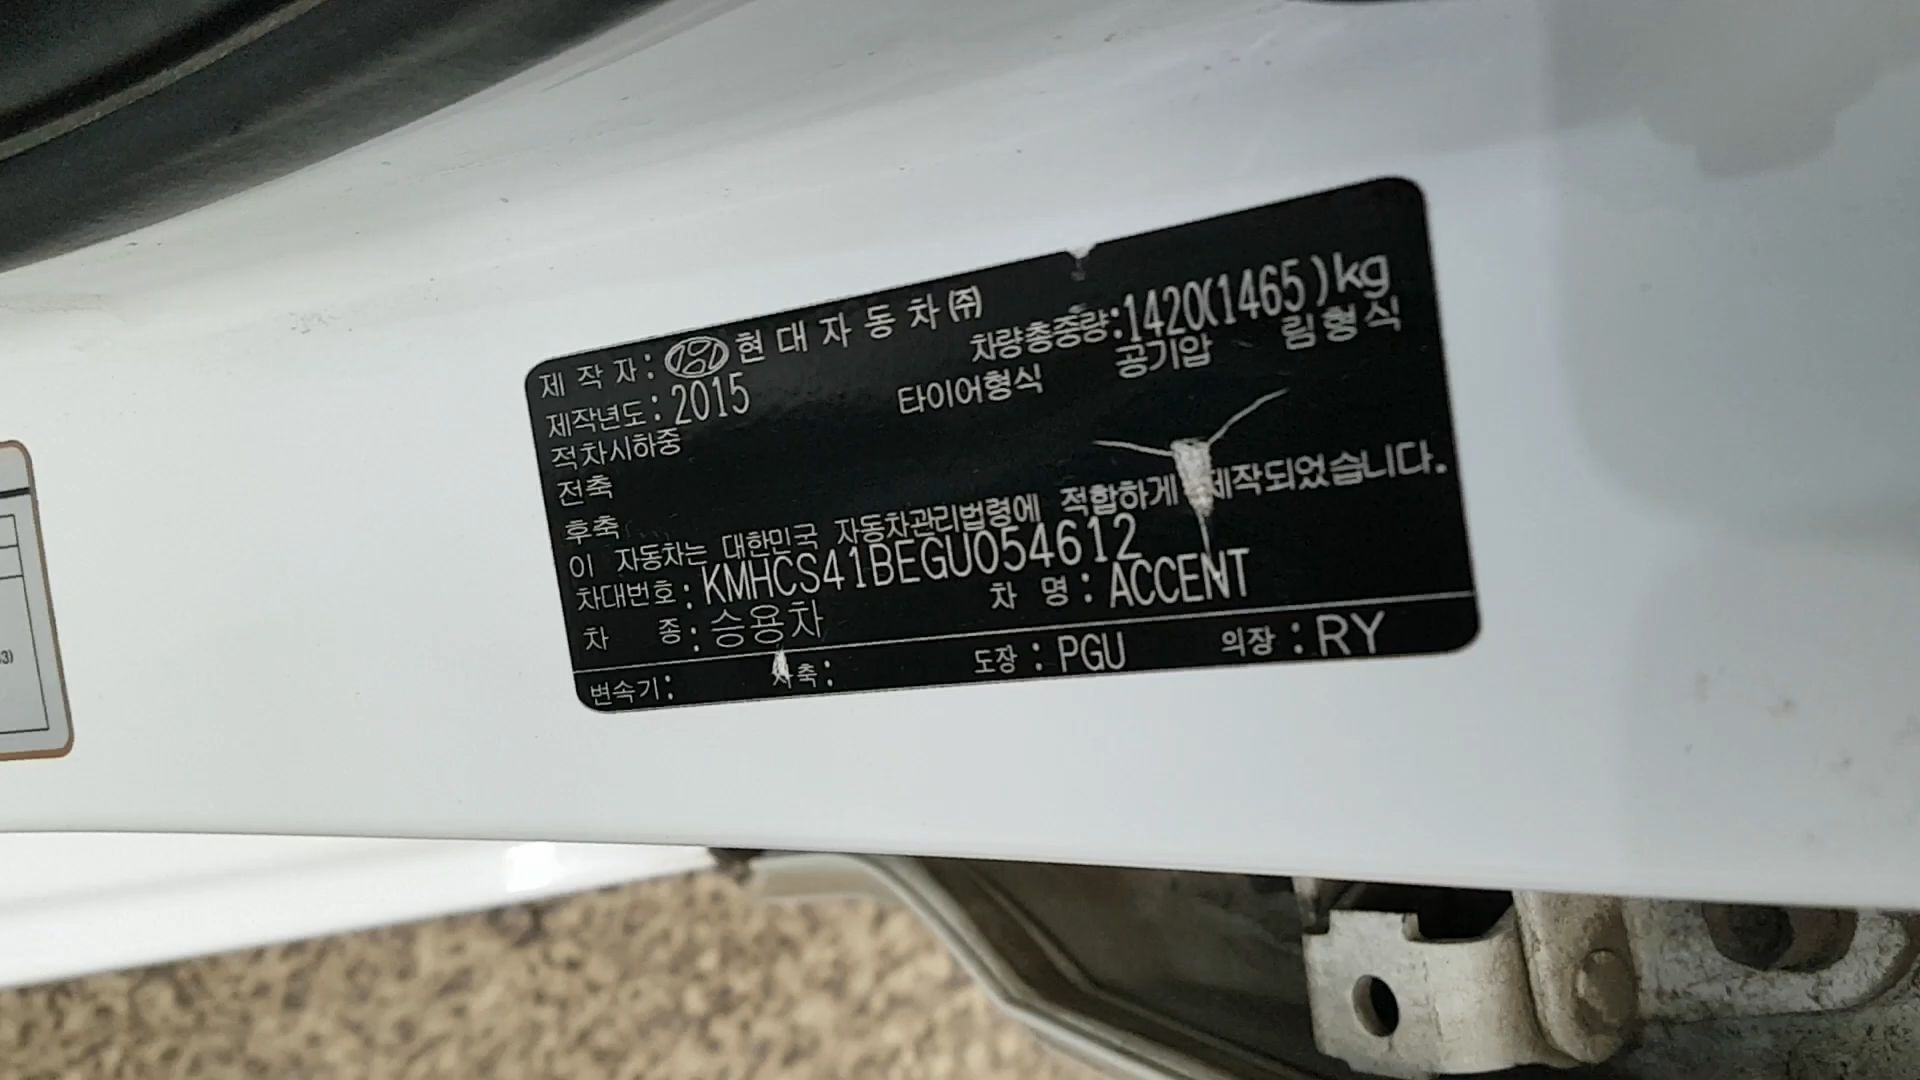 제 작 자 : 현 대 자 동 차 ㈜
제작년도 : 2015 차량총중량:1420(1465)kg
적차시하중 타이어형식 공기압 림형식
전축
후축
이 자동차는 대한민국 자동차관리법령에 적합하게 제작되었습니다.
차대번호 : KMHCS41BEGU054612
차 종 : 승용차 차 명 : ACCENT
변속기 : 차축 : 도장 : PGU 의장 : RY
3)